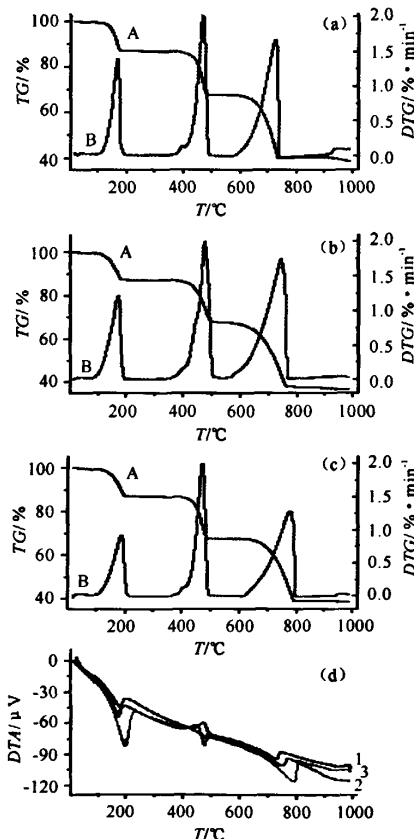 (a)
TG/ %
DTG/ %· min⁻¹
100
80
60
40
2.0
1.5
1.0
0.5
0.0
A
B
200 400 600 800 1000
T/℃
(b)
TG/ %
DTG/ %· min⁻¹
100
80
60
40
2.0
1.5
1.0
0.5
0.0
A
B
200 400 600 800 1000
T/℃
(c)
TG/ %
DTG/ %· min⁻¹
100
80
60
40
2.0
1.5
1.0
0.5
0.0
A
B
200 400 600 800 1000
T/℃
(d)
DTA/ μ V
0
-30
-60
-90
-120
1
3
2
200 400 600 800 1000
T/℃